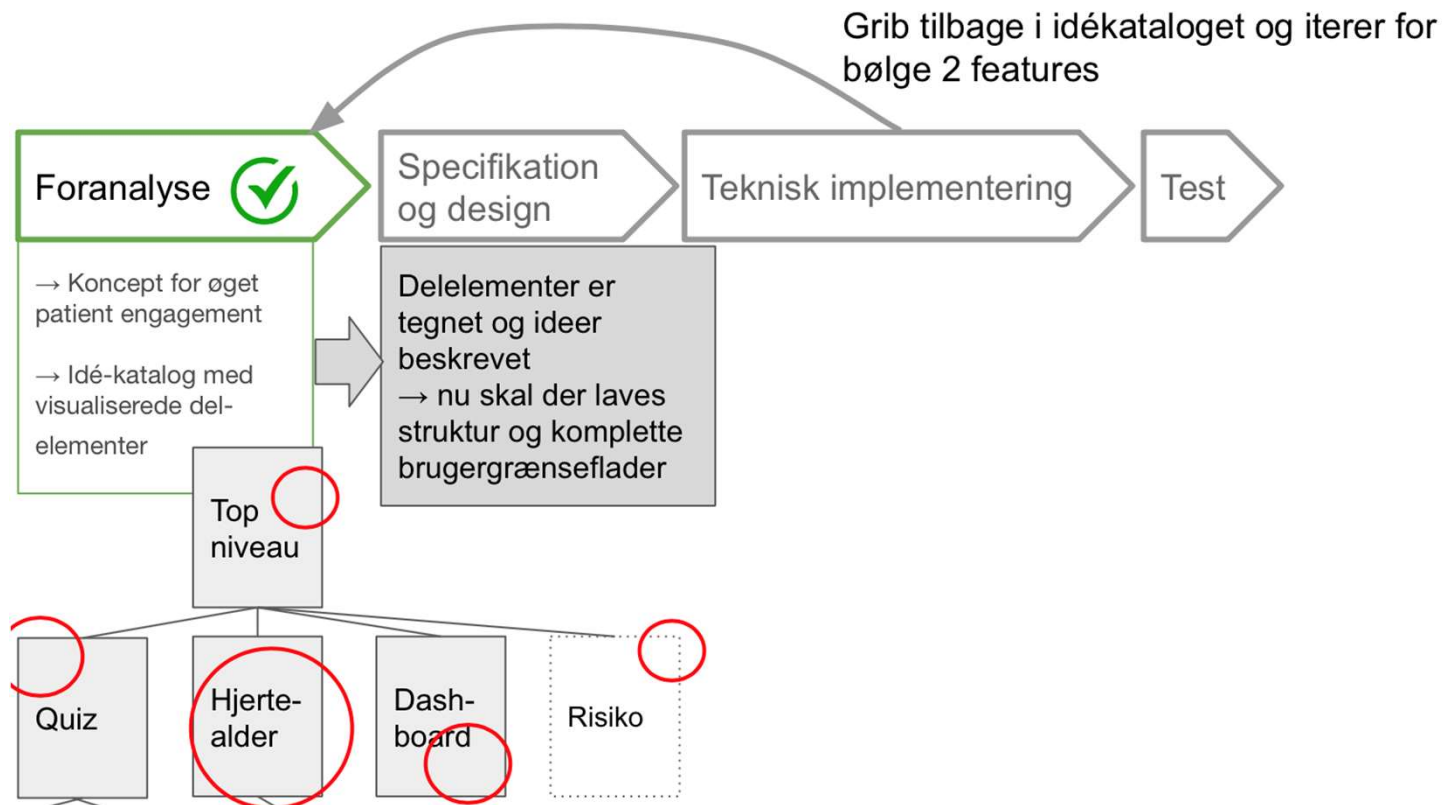 Grib tilbage i idékataloget og iterer for
bølge 2 features
Foranalyse
Specifikation
og design
Teknisk implementering
Test
→ Koncept for øget
patient engagement
→ Idé-katalog med
visualiserede del-
elementer
Delelementer er
tegnet og ideer
beskrevet
→ nu skal der laves
struktur og komplette
brugergrænseflader
Top
niveau
Quiz
Hjerte-
alder
Dash-
board
Risiko